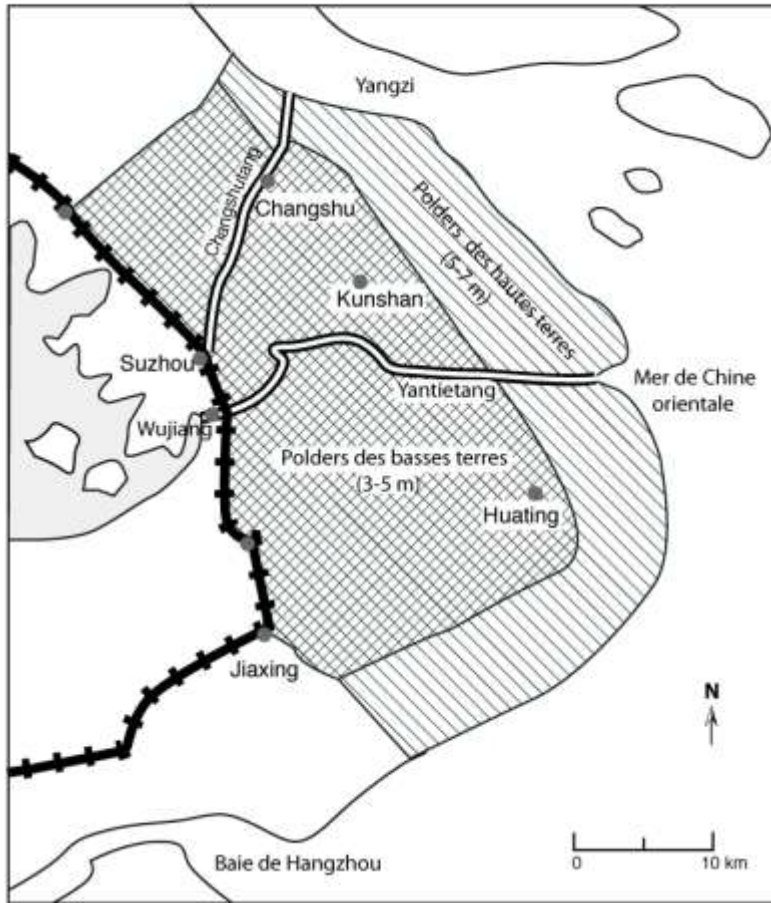 Yangzi
Changshutang
Changshu
Polders des hautes terres
(5-7 m)
Kunshan
Suzhou
Yantietang
Mer de Chine
orientale
Wujiang
Polders des basses terres
(3-5 m)
Huating
Jiaxing
N
Baie de Hangzhou
0 10 km